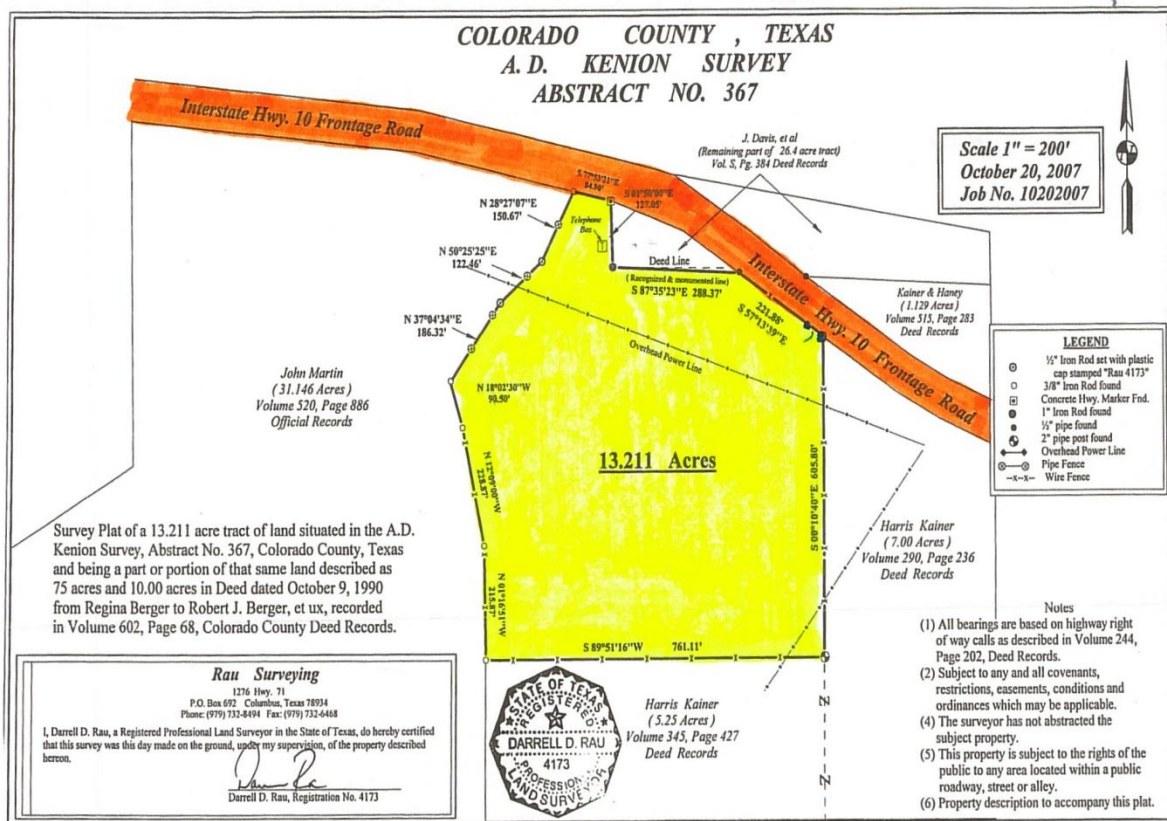 COLORADO COUNTY , TEXAS
A. D. KENION SURVEY
ABSTRACT NO. 367
Interstate Hwy. 10 Frontage Road
J. Davis, et al
(Remaining part of 26.4 acre tract)
Vol. S, Pg. 384 Deed Records
Scale 1" = 200'
October 20, 2007
Job No. 10202007
84.90'
S 01°50'00"E
127.05'
N 28°27'07"E
150.67'
Telephone
Box
N 50°25'25"E
122.46'
Deed Line
( Recognized & monumented line)
S 87°35'23"E 288.37'
Interstate Hwy. 10 Frontage Road
221.88'
S 57°13'39"E
Kainer & Haney
( 1.129 Acres )
Volume 515, Page 283
Deed Records
N 37°04'34"E
186.32'
Overhead Power Line
John Martin
( 31.146 Acres )
Volume 520, Page 886
Official Records
N 18°02'30"W
90.50'
LEGEND
½" Iron Rod set with plastic
cap stamped "Rau 4173"
3/8" Iron Rod found
Concrete Hwy. Marker Fnd.
1" Iron Rod found
½" pipe found
2" pipe post found
Overhead Power Line
Pipe Fence
-x--x-- Wire Fence
13.211 Acres
N 12°09'00"W
228.87'
S 00°10'40"E 605.80'
Harris Kainer
( 7.00 Acres )
Volume 290, Page 236
Deed Records
Survey Plat of a 13.211 acre tract of land situated in the A.D.
Kenion Survey, Abstract No. 367, Colorado County, Texas
and being a part or portion of that same land described as
75 acres and 10.00 acres in Deed dated October 9, 1990
from Regina Berger to Robert J. Berger, et ux, recorded
in Volume 602, Page 68, Colorado County Deed Records.
N 01°16'51"W
215.87'
S 89°51'16"W 761.11'
Notes
(1) All bearings are based on highway right
of way calls as described in Volume 244,
Page 202, Deed Records.
(2) Subject to any and all covenants,
restrictions, easements, conditions and
ordinances which may be applicable.
(4) The surveyor has not abstracted the
subject property.
(5) This property is subject to the rights of the
public to any area located within a public
roadway, street or alley.
(6) Property description to accompany this plat.
Rau Surveying
1276 Hwy. 71
P.O. Box 692 Columbus, Texas 78934
Phone: (979) 732-8494 Fax: (979) 732-6468
I, Darrell D. Rau, a Registered Professional Land Surveyor in the State of Texas, do hereby certified
that this survey was this day made on the ground, under my supervision, of the property described
hereon.
Darrell D. Rau, Registration No. 4173
STATE OF TEXAS
REGISTERED
DARRELL D. RAU
4173
PROFESSIONAL
LAND SURVEYOR
Harris Kainer
( 5.25 Acres )
Volume 345, Page 427
Deed Records